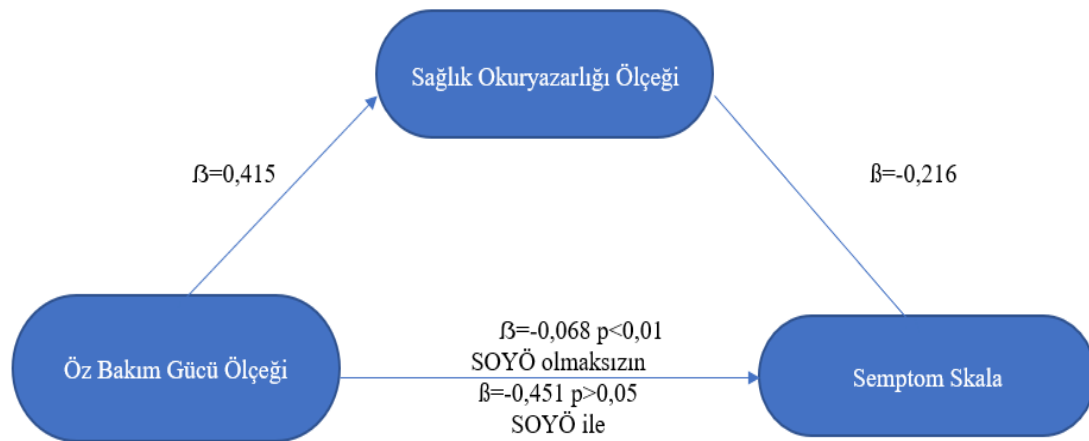 Sağlık Okuryazarlığı Ölçeği
ß=0,415
ß=-0,216
ß=-0,068 p<0,01
SOYÖ olmaksızın
ß=-0,451 p>0,05
SOYÖ ile
Öz Bakım Gücü Ölçeği
Semptom Skala